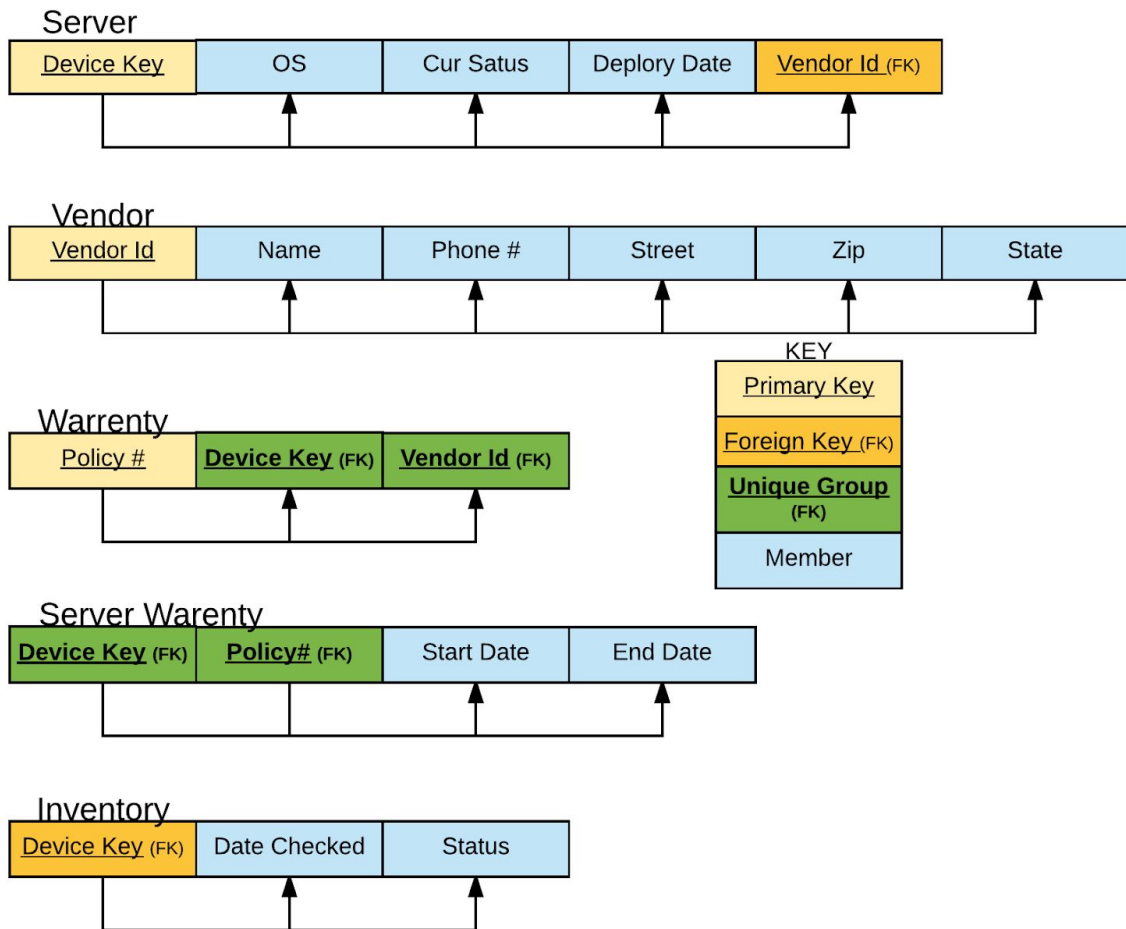 Server
Device Key OS Cur Satus Deplory Date Vendor Id (FK)
Vendor
Vendor Id Name Phone # Street Zip State
KEY
Primary Key
Foreign Key (FK)
Unique Group
(FK)
Member
Warrenty
Policy # Device Key (FK) Vendor Id (FK)
Server Warenty
Device Key (FK) Policy# (FK) Start Date End Date
Inventory
Device Key (FK) Date Checked Status